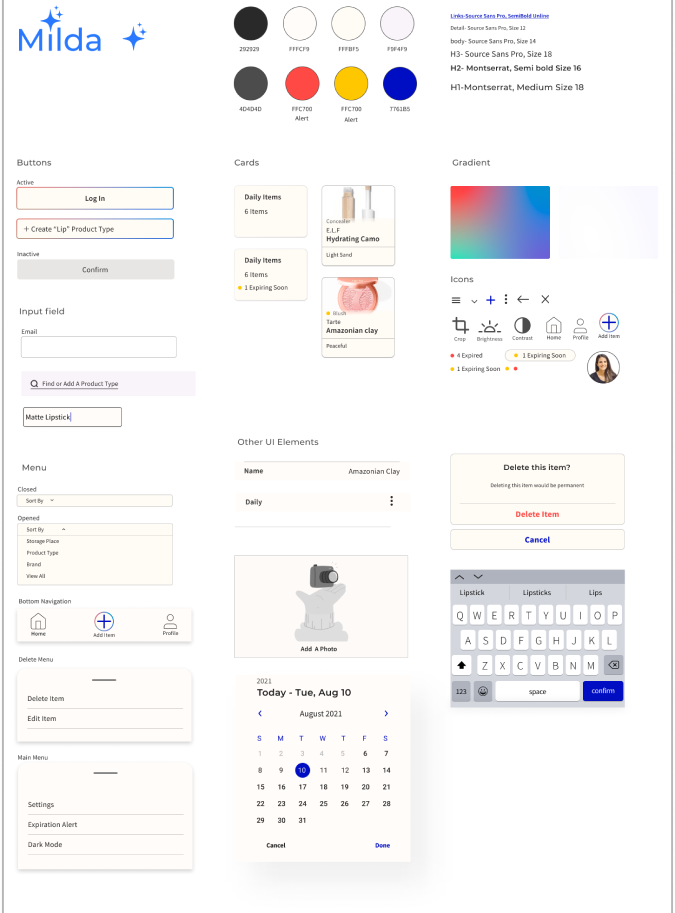 Milda
292929
FFFCF9
FFFBF5
F9F4F9
4D4D4D
FFC700
Alert
FFC700
Alert
7761B5
Links-Source Sans Pro, SemiBold Unline
Detail- Source Sans Pro, Size 12
body- Source Sans Pro, Size 14
H3- Source Sans Pro, Size 18
H2- Montserrat, Semi bold Size 16
H1-Montserrat, Medium Size 18
Buttons
Active
Log In
+ Create "Lip" Product Type
Inactive
Confirm
Input field
Email
Find or Add A Product Type
Matte Lipstick
Menu
Closed
Sort By
Opened
Sort By
Storage Place
Product Type
Brand
View All
Bottom Navigation
Home
Add Item
Profile
Delete Menu
Delete Item
Edit Item
Main Menu
Settings
Expiration Alert
Dark Mode
Cards
Daily Items
6 Items
Daily Items
6 Items
1 Expiring Soon
Concealer
E.L.F
Hydrating Camo
Light Sand
Blush
Tarte
Amazonian clay
Peaceful
Other UI Elements
Name Amazonian Clay
Daily
Add A Photo
2021
Today - Tue, Aug 10
August 2021
S M T W T F S
1 2 3 4 5 6 7
8 9 10 11 12 13 14
15 16 17 18 19 20 21
22 23 24 25 26 27 28
29 30 31
Cancel Done
Gradient
Icons
Crop
Brightness
Contrast
Home
Profile
Add Item
4 Expired
1 Expiring Soon
1 Expiring Soon
Delete this item?
Deleting this item would be permanent
Delete Item
Cancel
Lipstick Lipsticks Lips
Q W E R T Y U I O P
A S D F G H J K L
Z X C V B N M
123 space confirm